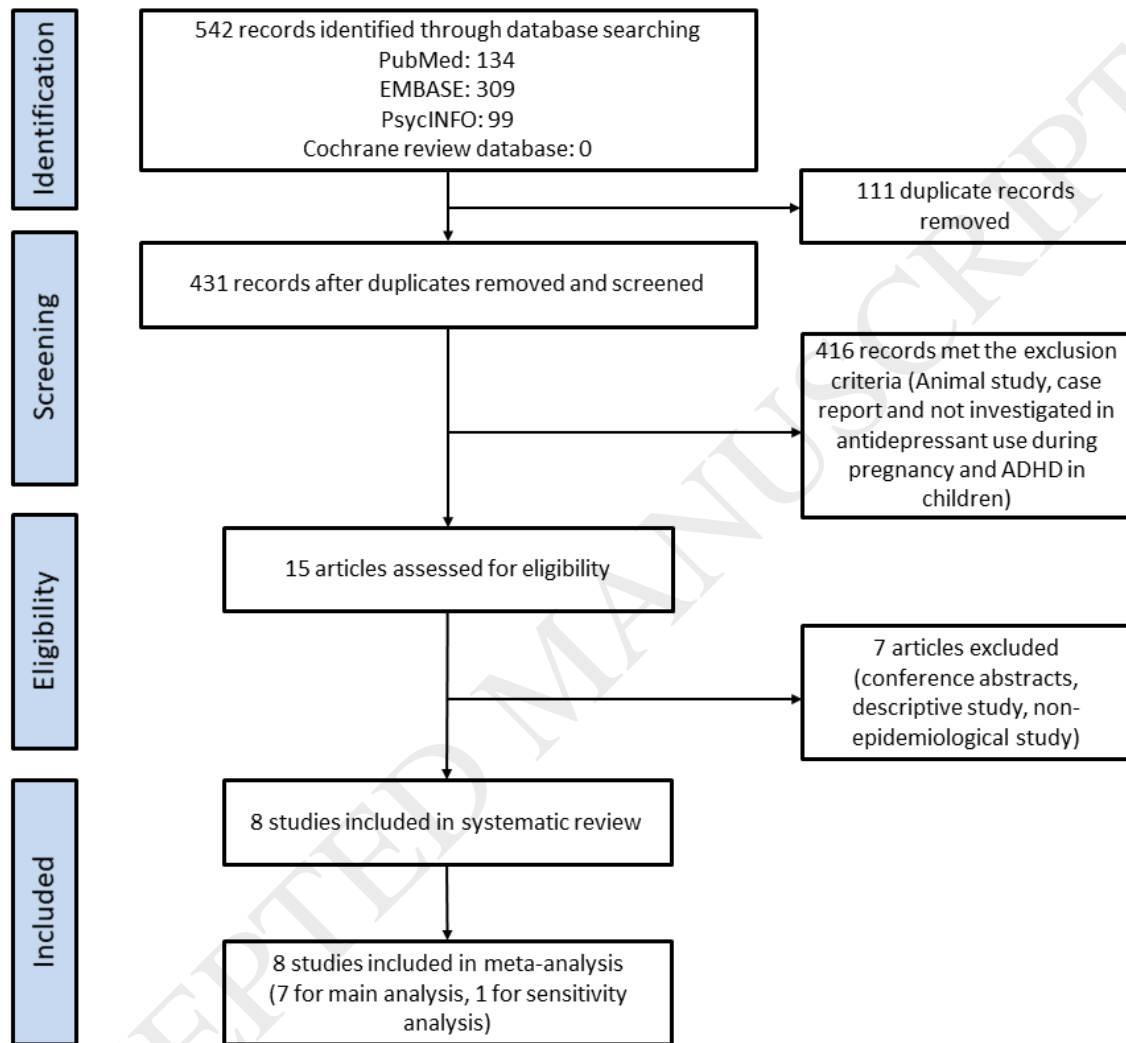 Identification
542 records identified through database searching
PubMed: 134
EMBASE: 309
PsycINFO: 99
Cochrane review database: 0
111 duplicate records
removed
Screening
431 records after duplicates removed and screened
416 records met the exclusion
criteria (Animal study, case
report and not investigated in
antidepressant use during
pregnancy and ADHD in
children)
Eligibility
15 articles assessed for eligibility
7 articles excluded
(conference abstracts,
descriptive study, non-
epidemiological study)
Included
8 studies included in systematic review
8 studies included in meta-analysis
(7 for main analysis, 1 for sensitivity
analysis)
EPTED MANUSCRIPT